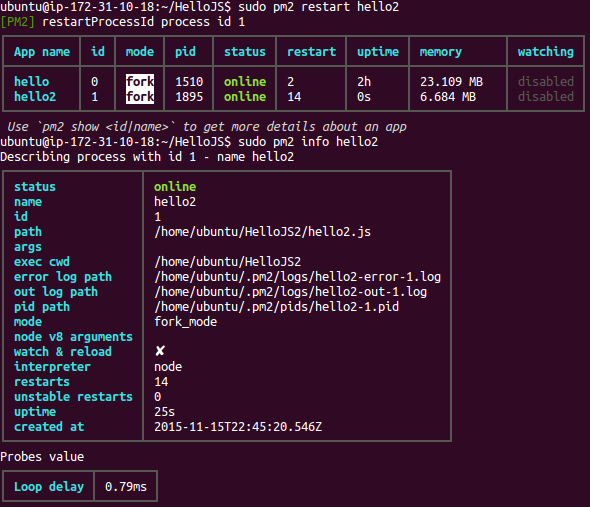 ubuntu@ip-172-31-10-18:~/HelloJS$ sudo pm2 restart hello2
[PM2] restartProcessId process id 1
App name id mode pid status restart uptime memory watching
hello 0 fork 1510 online 2 2h 23.109 MB disabled
hello2 1 fork 1895 online 14 0s 6.684 MB disabled
Use `pm2 show <id|name>` to get more details about an app
ubuntu@ip-172-31-10-18:~/HelloJS$ sudo pm2 info hello2
Describing process with id 1 - name hello2
status online
name hello2
id 1
path /home/ubuntu/HelloJS2/hello2.js
args
exec cwd /home/ubuntu/HelloJS2
error log path /home/ubuntu/.pm2/logs/hello2-error-1.log
out log path /home/ubuntu/.pm2/logs/hello2-out-1.log
pid path /home/ubuntu/.pm2/pids/hello2-1.pid
mode fork_mode
node v8 arguments
watch & reload ✘
interpreter node
restarts 14
unstable restarts 0
uptime 25s
created at 2015-11-15T22:45:20.546Z
Probes value
Loop delay 0.79ms